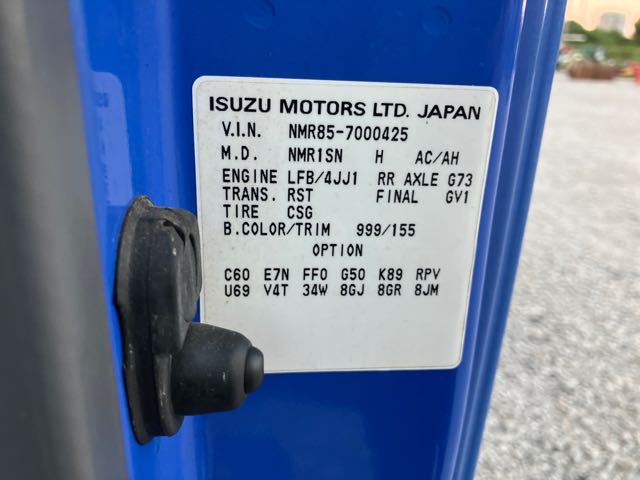 ISUZU MOTORS LTD. JAPAN
V.I.N. NMR85-7000425
M.D. NMR1SN H AC/AH
ENGINE LFB/4JJ1 RR AXLE G73
TRANS. RST FINAL GV1
TIRE CSG
B.COLOR/TRIM 999/155
OPTION
C60 E7N FFO G50 K89 RPV
U69 V4T 34W 8GJ 8GR 8JM